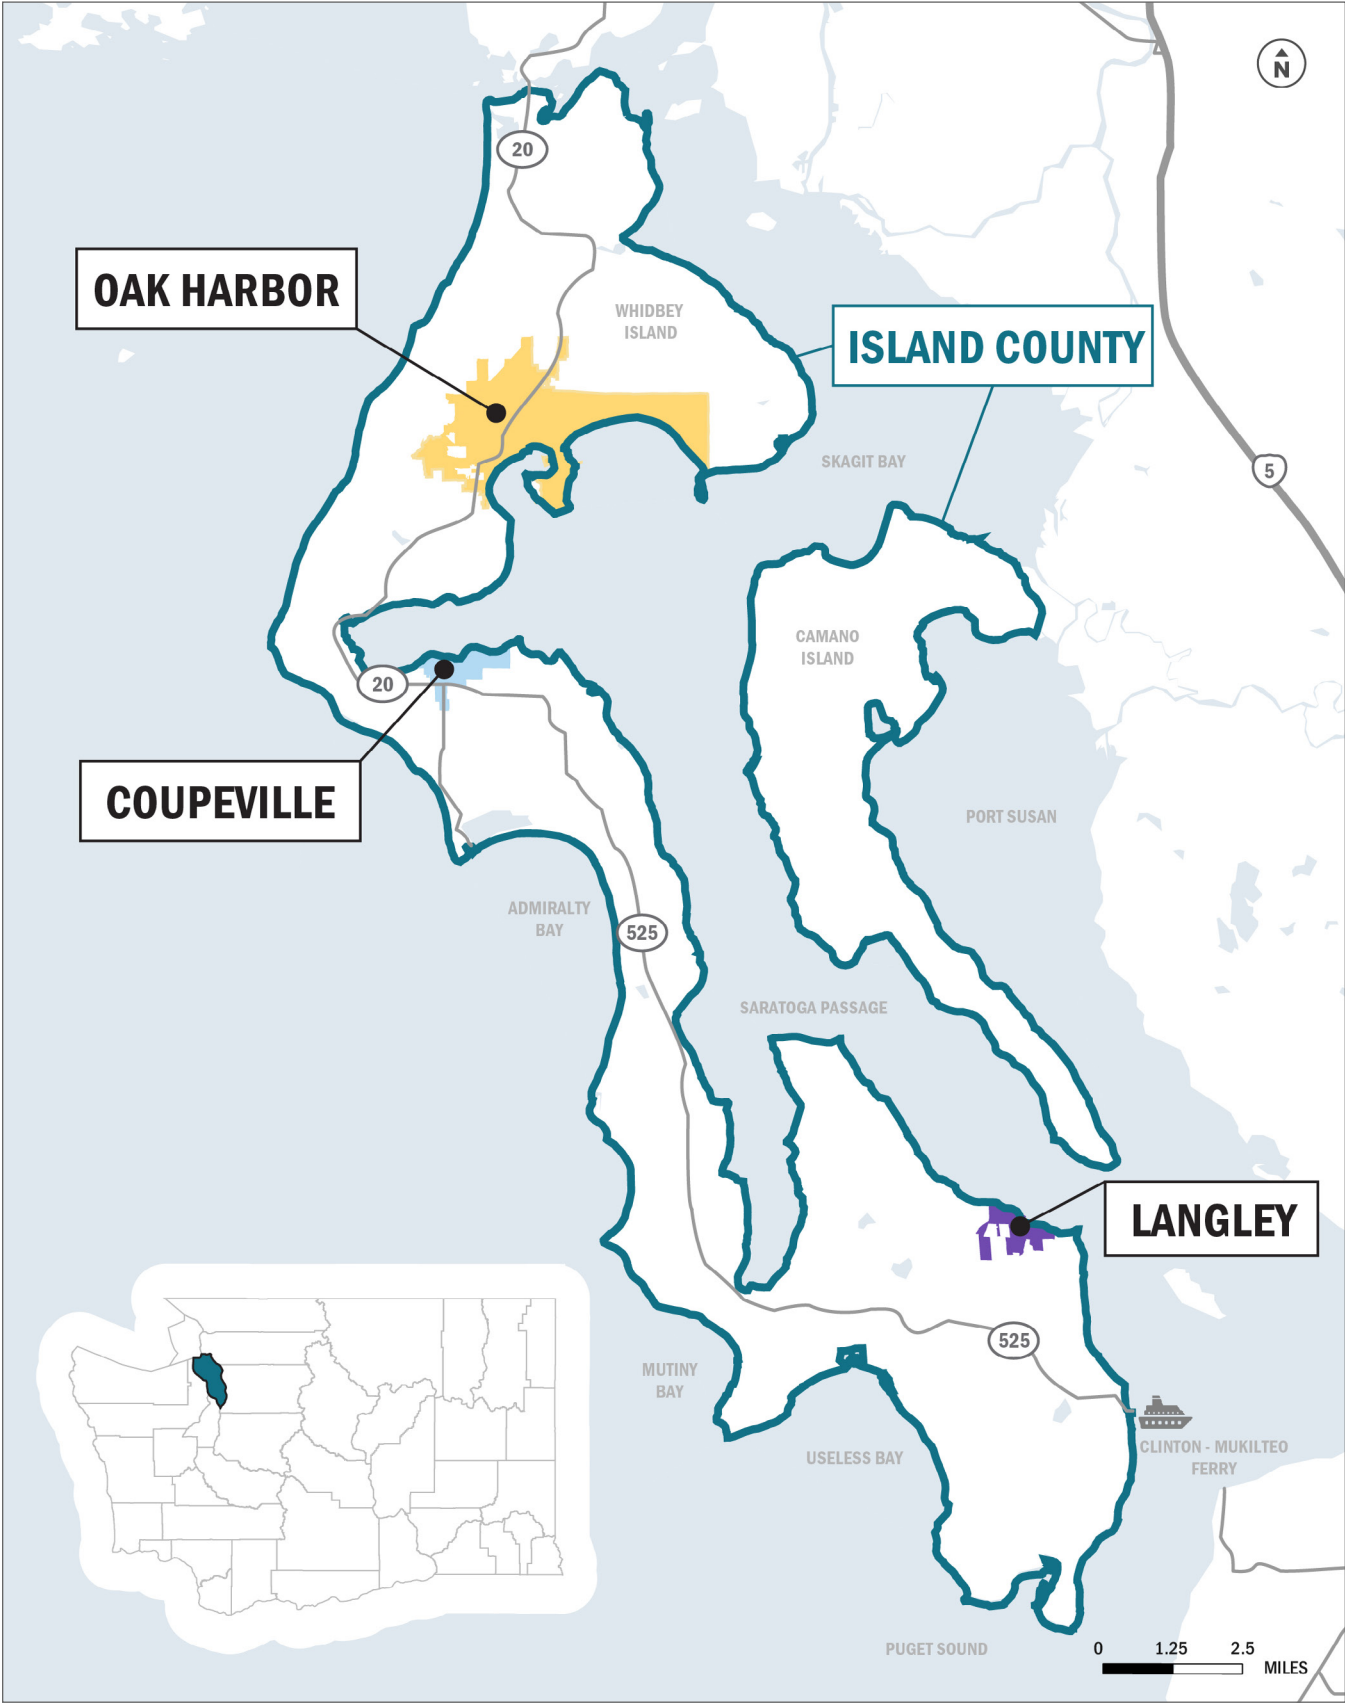 N
20
OAK HARBOR
WHIDBEY
ISLAND
ISLAND COUNTY
SKAGIT BAY
5
CAMANO
ISLAND
20
COUPEVILLE
PORT SUSAN
ADMIRALTY
BAY
525
SARATOGA PASSAGE
LANGLEY
525
MUTINY
BAY
USELESS BAY
CLINTON - MUKILTEO
FERRY
PUGET SOUND
0 1.25 2.5
MILES